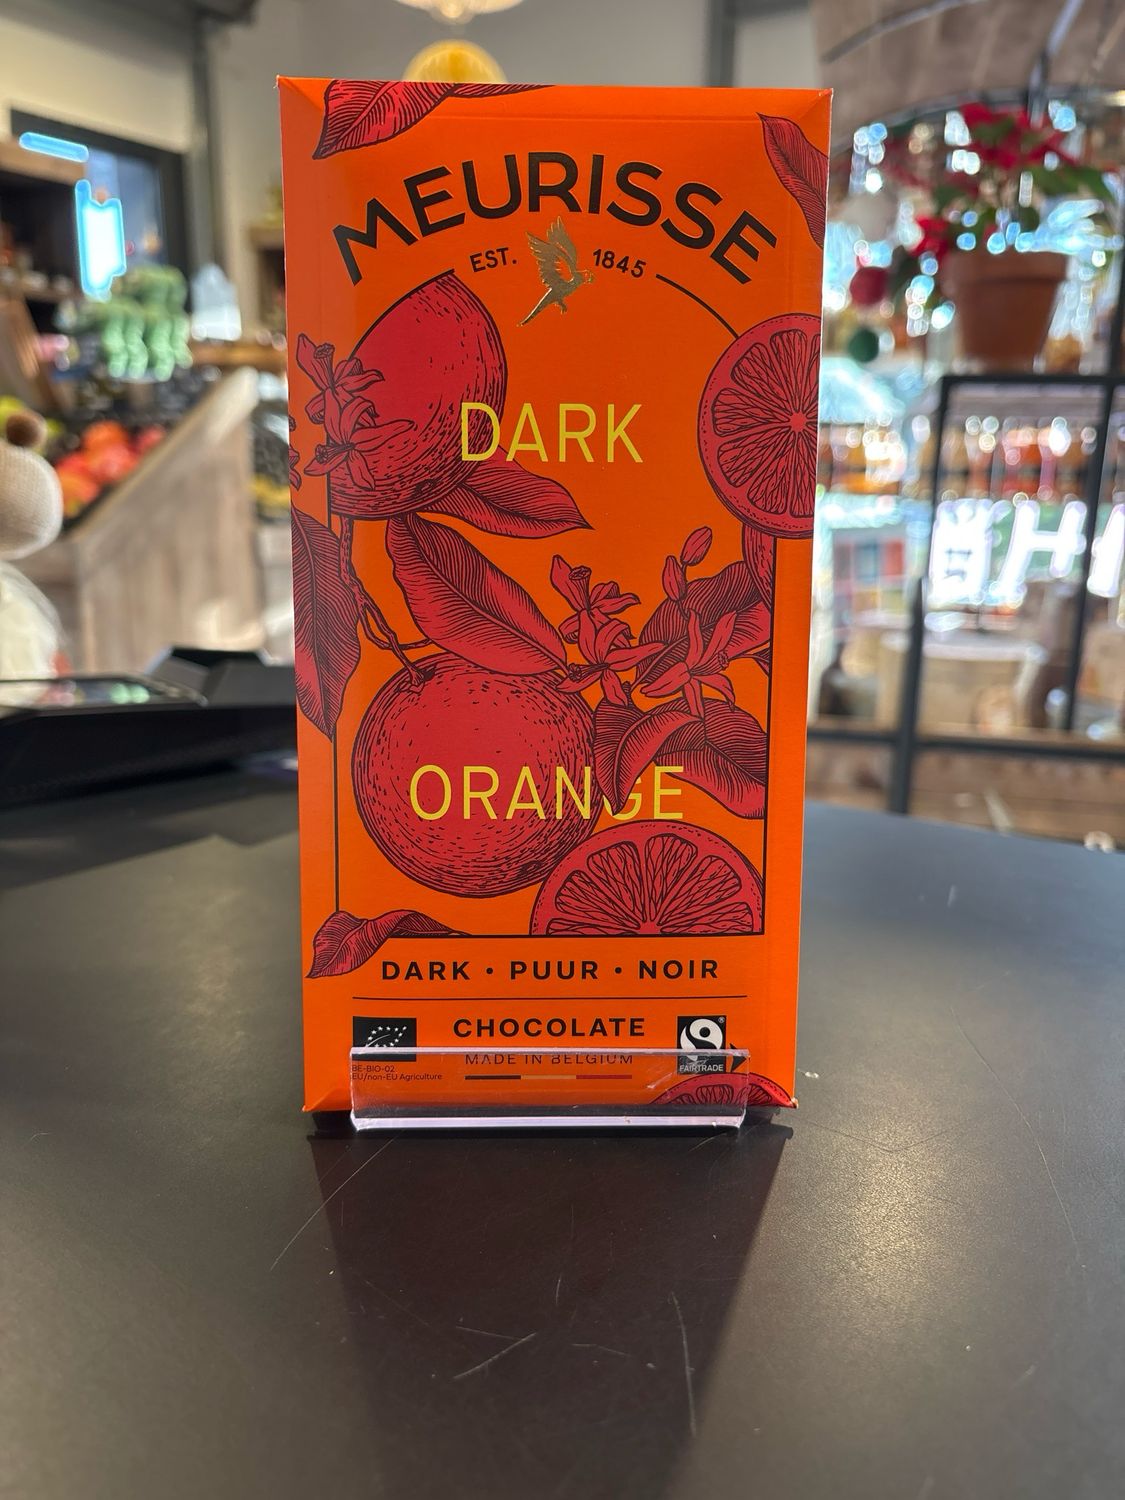 MEURISSE
EST. 1845
DARK
ORANGE
DARK • PUUR • NOIR
CHOCOLATE
MADE IN BELGIUM
BE-BIO-02
EU/non-EU Agriculture
FAIRTRADE
®